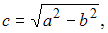 c = √(a² − b²),